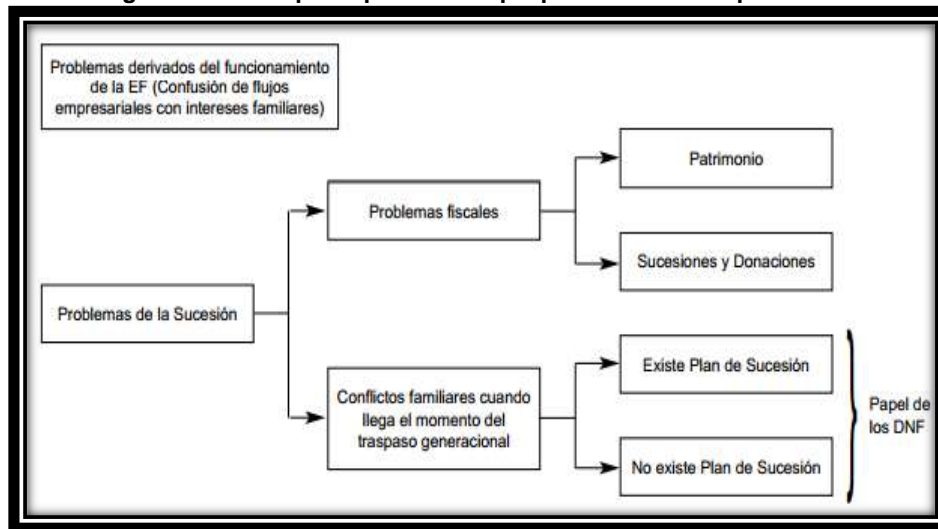 Problemas derivados del funcionamiento
de la EF (Confusión de flujos
empresariales con intereses familiares)
Patrimonio
Problemas fiscales
Sucesiones y Donaciones
Problemas de la Sucesión
Existe Plan de Sucesión
Conflictos familiares cuando
llega el momento del
traspaso generacional
Papel de
los DNF
No existe Plan de Sucesión